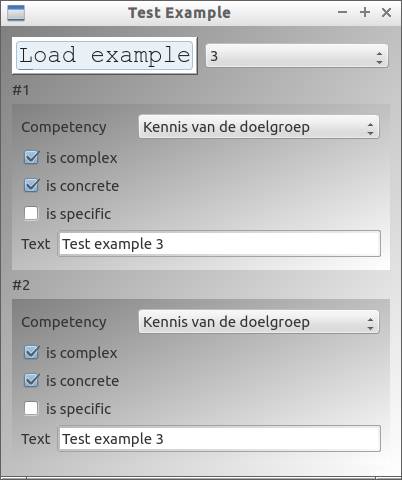 Test Example
Load example 3
#1
Competency Kennis van de doelgroep
is complex
is concrete
is specific
Text Test example 3
#2
Competency Kennis van de doelgroep
is complex
is concrete
is specific
Text Test example 3